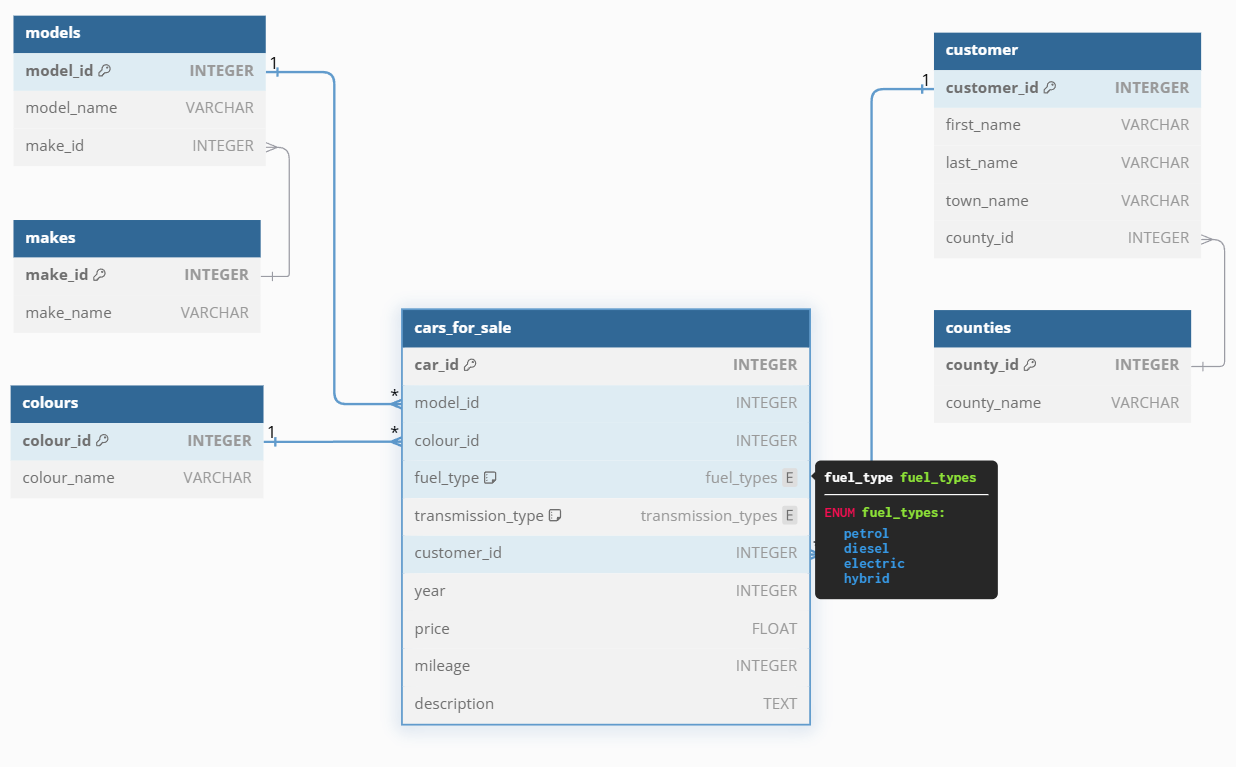 models
model_id INTEGER
model_name VARCHAR
make_id INTEGER
1
makes
make_id INTEGER
make_name VARCHAR
colours
colour_id INTEGER
colour_name VARCHAR
1
*
*
cars_for_sale
car_id INTEGER
model_id INTEGER
colour_id INTEGER
fuel_type fuel_types E
transmission_type transmission_types E
customer_id INTEGER
year INTEGER
price FLOAT
mileage INTEGER
description TEXT
fuel_type fuel_types
ENUM fuel_types:
petrol
diesel
electric
hybrid
1
customer
customer_id INTERGER
first_name VARCHAR
last_name VARCHAR
town_name VARCHAR
county_id INTEGER
counties
county_id INTEGER
county_name VARCHAR